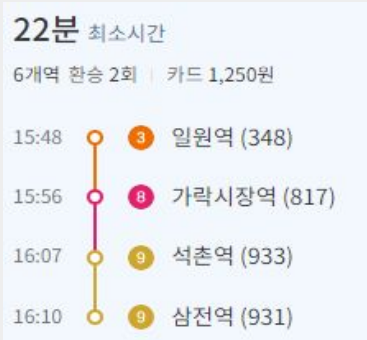 22분 최소시간
6개역 환승 2회 카드 1,250원
15:48 3 일원역 (348)
15:56 8 가락시장역 (817)
16:07 9 석촌역 (933)
16:10 9 삼전역 (931)